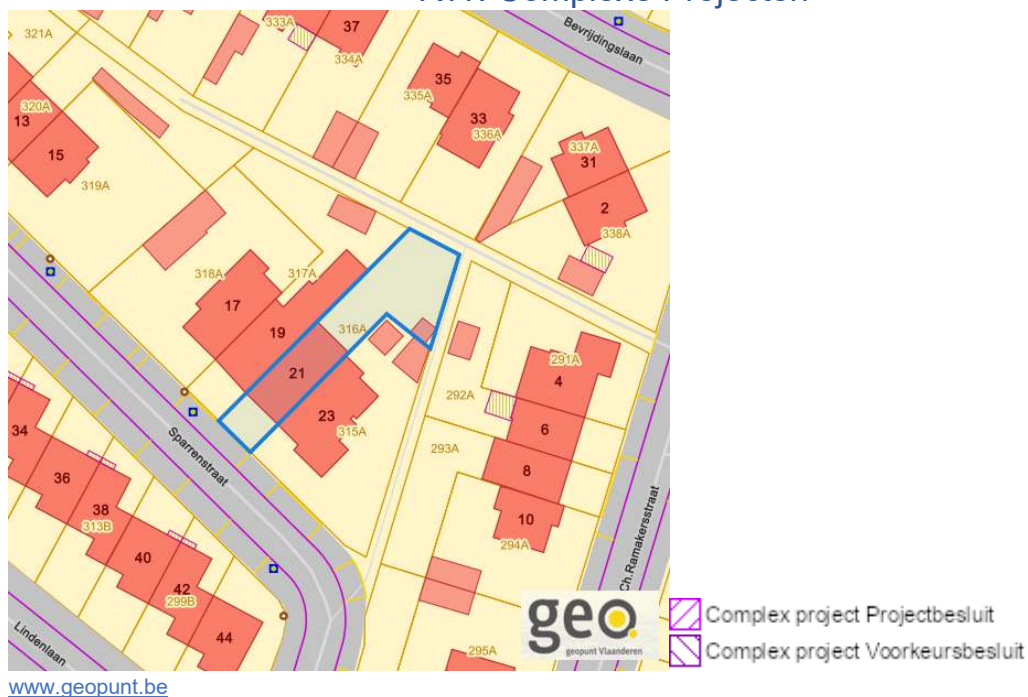 Complexe Projecten
Bevrijdingslaan
321A
333A
37
334A
35
335A
33
336A
320A
13
15
319A
337A
31
2
338A
318A
317A
17
19
316A
21
23
315A
291A
4
292A
6
293A
8
10
294A
Sparrenstraat
34
36
38
313B
40
42
299B
44
Ch.Ramakersstraat
Lindenlaan
295A
geo
geopunt Vlaanderen
Complex project Projectbesluit
Complex project Voorkeursbesluit
www.geopunt.be